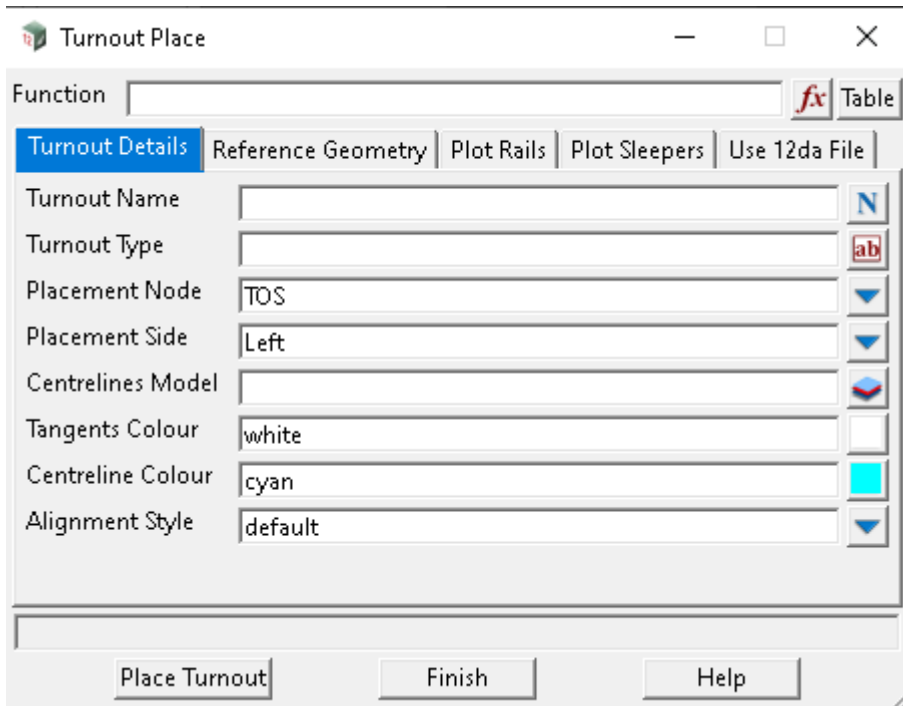 Turnout Place
Function fx Table
Turnout Details Reference Geometry Plot Rails Plot Sleepers Use 12da File
Turnout Name N
Turnout Type ab
Placement Node TOS
Placement Side Left
Centrelines Model
Tangents Colour white
Centreline Colour cyan
Alignment Style default
Place Turnout Finish Help